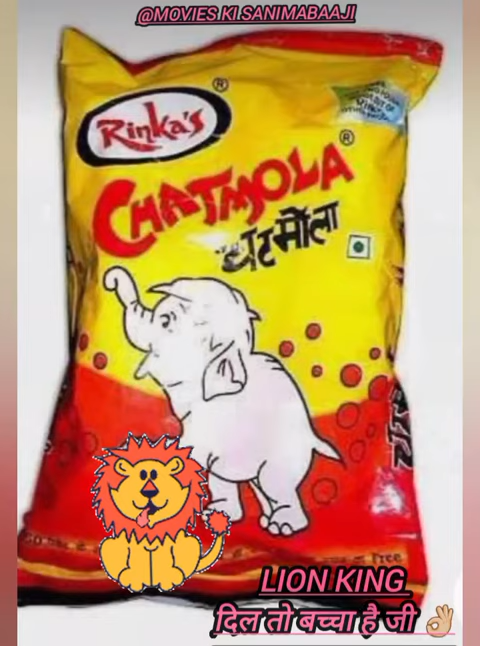 @MOVIES KI SANIMABAAJI
Rinka's®
CHATMOLA®
चटमोला
Free
LION KING
दिल तो बच्चा है जी 👌🏼